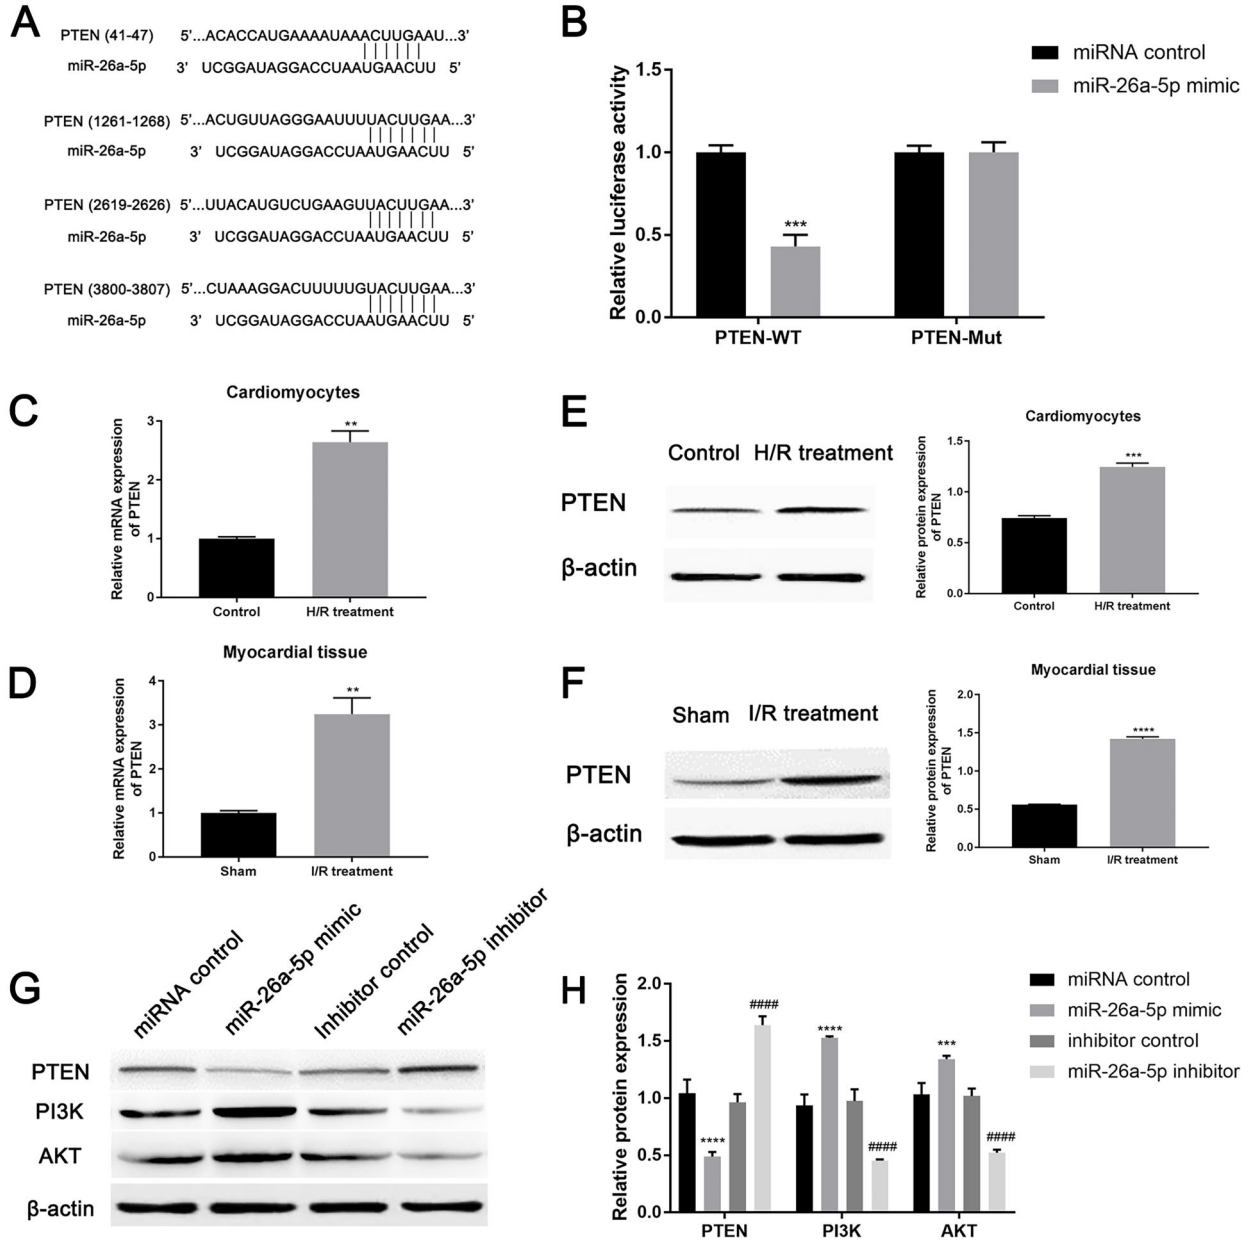 A
PTEN (41-47) 5'...ACACCAUGAAAAUAAACUUGAAU...3'
miR-26a-5p 3' UCGGAUAGGACCUAAUGAACUU 5'
PTEN (1261-1268) 5'...ACUGUUAGGGAAUUUUACUUGAA...3'
miR-26a-5p 3' UCGGAUAGGACCUAAUGAACUU 5'
PTEN (2619-2626) 5'...UUACAUGUCUGAAGUUACUUGAA...3'
miR-26a-5p 3' UCGGAUAGGACCUAAUGAACUU 5'
PTEN (3800-3807) 5'...CUAAAGGACUUUUUGUACUUGAA...3'
miR-26a-5p 3' UCGGAUAGGACCUAAUGAACUU 5'
B
miRNA control
miR-26a-5p mimic
Relative luciferase activity
1.5
1.0
0.5
0.0
***
PTEN-WT PTEN-Mut
C
Cardiomyocytes
Relative mRNA expression
of PTEN
3
2
1
0
**
Control H/R treatment
E
Control H/R treatment
PTEN
β-actin
Cardiomyocytes
Relative protein expression
of PTEN
1.5
1.0
0.5
0.0
***
Control H/R treatment
D
Myocardial tissue
Relative mRNA expression
of PTEN
4
3
2
1
0
**
Sham I/R treatment
F
Sham I/R treatment
PTEN
β-actin
Myocardial tissue
Relative protein expression
of PTEN
2.0
1.5
1.0
0.5
0.0
****
Sham I/R treatment
G
miRNA control
miR-26a-5p mimic
Inhibitor control
miR-26a-5p inhibitor
PTEN
PI3K
AKT
β-actin
H
miRNA control
miR-26a-5p mimic
inhibitor control
miR-26a-5p inhibitor
Relative protein expression
2.0
1.5
1.0
0.5
0.0
**** #### **** #### *** ####
PTEN PI3K AKT